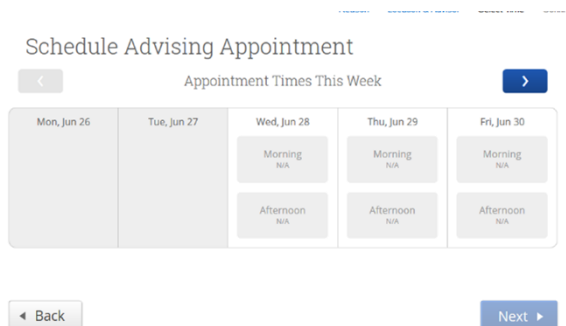 Schedule Advising Appointment
Appointment Times This Week
Mon, Jun 26 Tue, Jun 27 Wed, Jun 28 Thu, Jun 29 Fri, Jun 30
Morning Morning Morning
N/A N/A N/A
Afternoon Afternoon Afternoon
N/A N/A N/A
Back Next